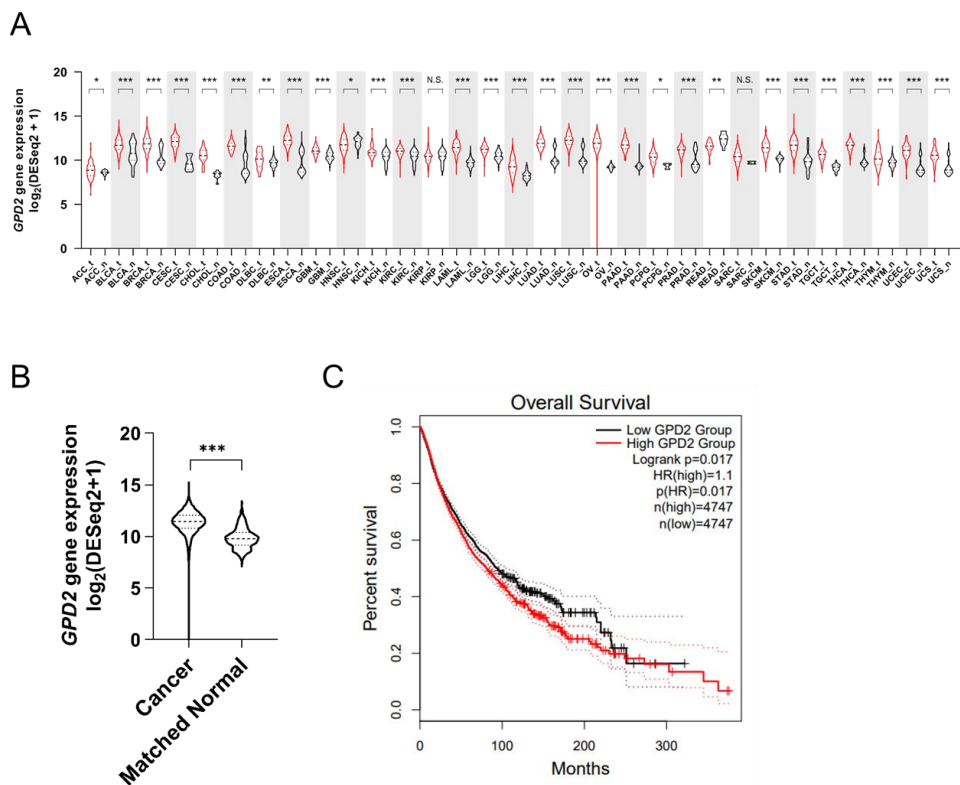 A
* *** *** *** *** *** ** *** *** * *** *** N.S. *** *** *** *** *** *** *** * *** ** N.S. *** *** *** *** *** *** ***
GPD2 gene expression
log₂(DESeq2 + 1)
20
15
10
5
0
ACC_t
ACC_n
BLCA_t
BLCA_n
BRCA_t
BRCA_n
CESC_t
CESC_n
CHOL_t
CHOL_n
COAD_t
COAD_n
DLBC_t
DLBC_n
ESCA_t
ESCA_n
GBM_t
GBM_n
HNSC_t
HNSC_n
KICH_t
KICH_n
KIRC_t
KIRC_n
KIRP_t
KIRP_n
LAML_t
LAML_n
LGG_t
LGG_n
LIHC_t
LIHC_n
LUAD_t
LUAD_n
LUSC_t
LUSC_n
OV_t
OV_n
PAAD_t
PAAD_n
PCPG_t
PCPG_n
PRAD_t
PRAD_n
READ_t
READ_n
SARC_t
SARC_n
SKCM_t
SKCM_n
STAD_t
STAD_n
TGCT_t
TGCT_n
THCA_t
THCA_n
THYM_t
THYM_n
UCEC_t
UCEC_n
UCS_t
UCS_n
B
GPD2 gene expression
log₂(DESeq2+1)
20
15
10
5
0
***
Cancer
Matched Normal
C
Overall Survival
Low GPD2 Group
High GPD2 Group
Logrank p=0.017
HR(high)=1.1
p(HR)=0.017
n(high)=4747
n(low)=4747
Percent survival
1.0
0.8
0.6
0.4
0.2
0.0
0 100 200 300
Months